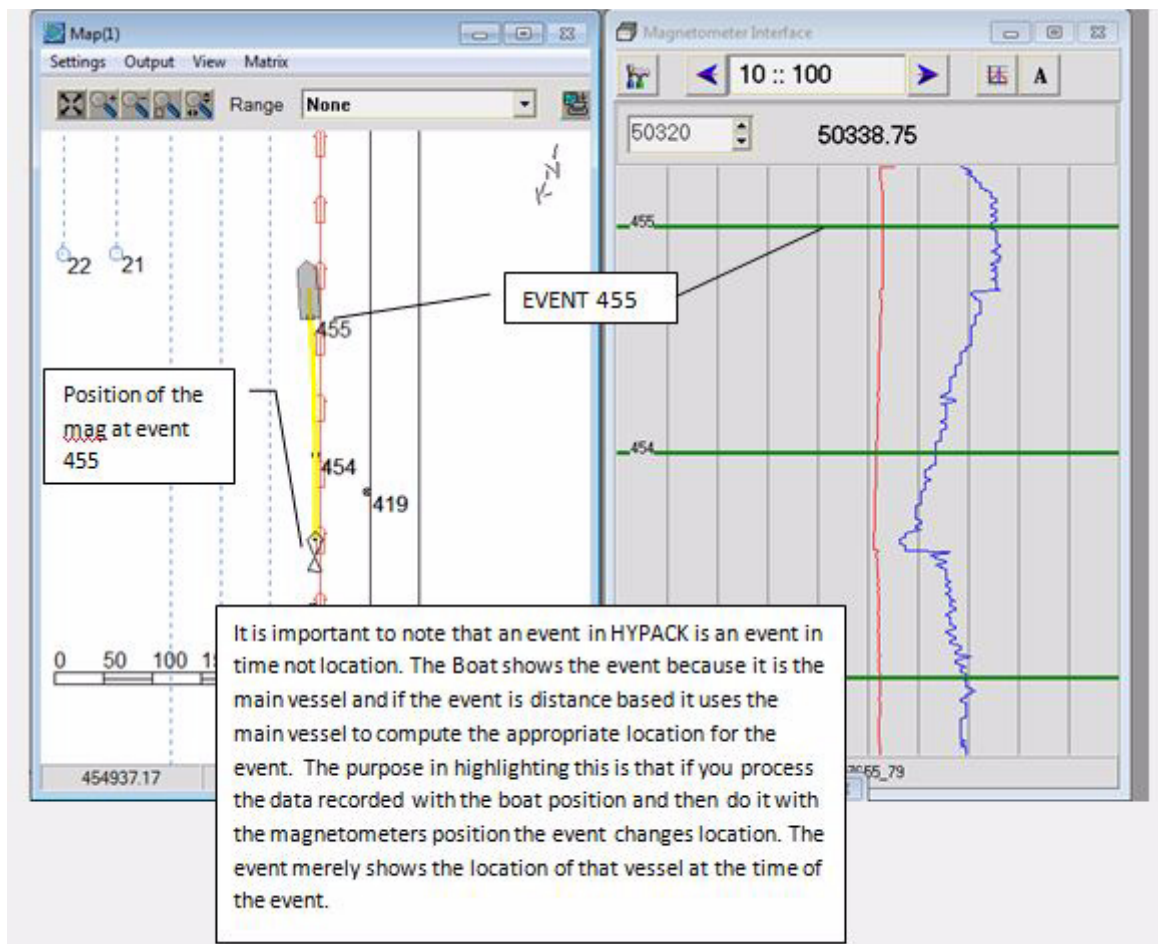 Map(1)
Settings Output View Matrix
Range None
22 21
455
454
419
N
0 50 100
454937.17
Magnetometer Interface
10 :: 100
A
50320 50338.75
455
454
EVENT 455
Position of the
mag at event
455
It is important to note that an event in HYPACK is an event in
time not location. The Boat shows the event because it is the
main vessel and if the event is distance based it uses the
main vessel to compute the appropriate location for the
event. The purpose in highlighting this is that if you process
the data recorded with the boat position and then do it with
the magnetometers position the event changes location. The
event merely shows the location of that vessel at the time of
the event.